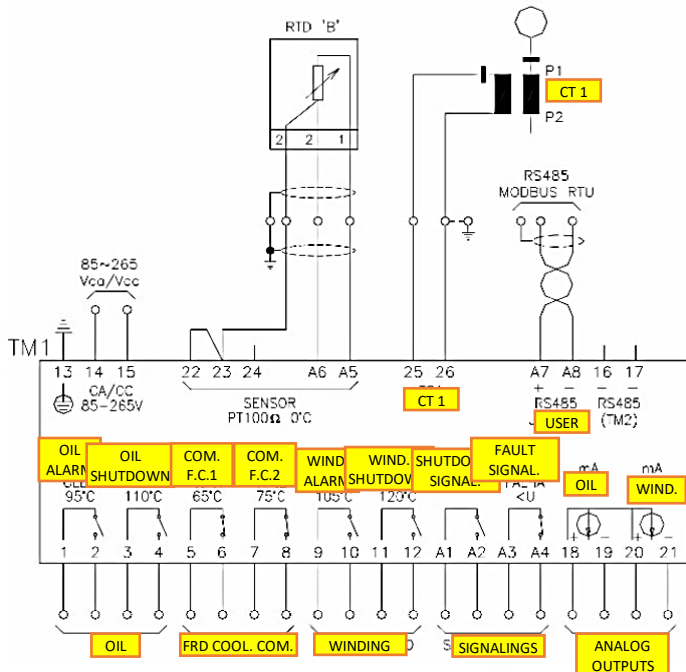 RTD 'B'
2 2 1
P1
CT 1
P2
RS485
MODBUS RTU
85~265
Vca/Vcc
TM1
13 14 15 22 23 24 A6 A5 25 26 A7 A8 16 17
CA/CC
85-265V
SENSOR
PT100Ω 0°C
CT 1
+ − − −
RS485 RS485
USER (TM2)
OIL
ALARM
OIL
SHUTDOWN
COM.
F.C.1
COM.
F.C.2
WIND.
ALARM
WIND.
SHUTDOWN
SHUTDO
SIGNAL.
FAULT
SIGNAL.
95°C 110°C 65°C 75°C 105°C 120°C
<U
mA
OIL
mA
WIND.
+ − + −
1 2 3 4 5 6 7 8 9 10 11 12 A1 A2 A3 A4 18 19 20 21
OIL
FRD COOL. COM.
WINDING
SIGNALINGS
ANALOG
OUTPUTS